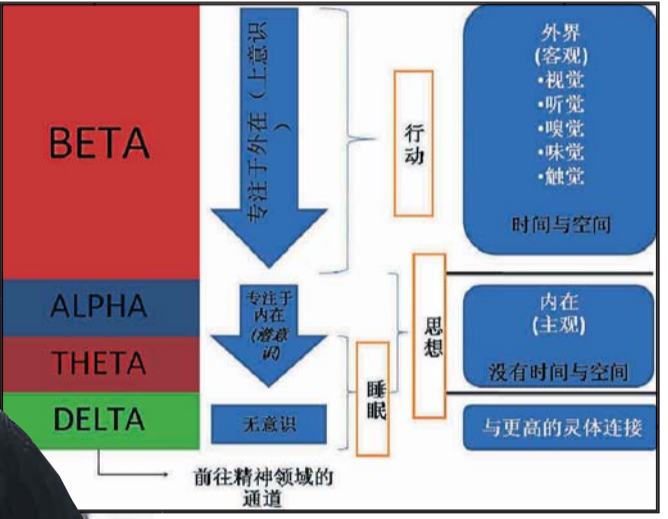 BETA
ALPHA
THETA
DELTA
专注于外在（上意识
）
专注于
内在
(潜意
识)
无意识
行
动
思
想
睡
眠
外界
(客观)
•视觉
•听觉
•嗅觉
•味觉
•触觉
时间与空间
内在
(主观)
没有时间与空间
与更高的灵体连接
前往精神领域的
通道